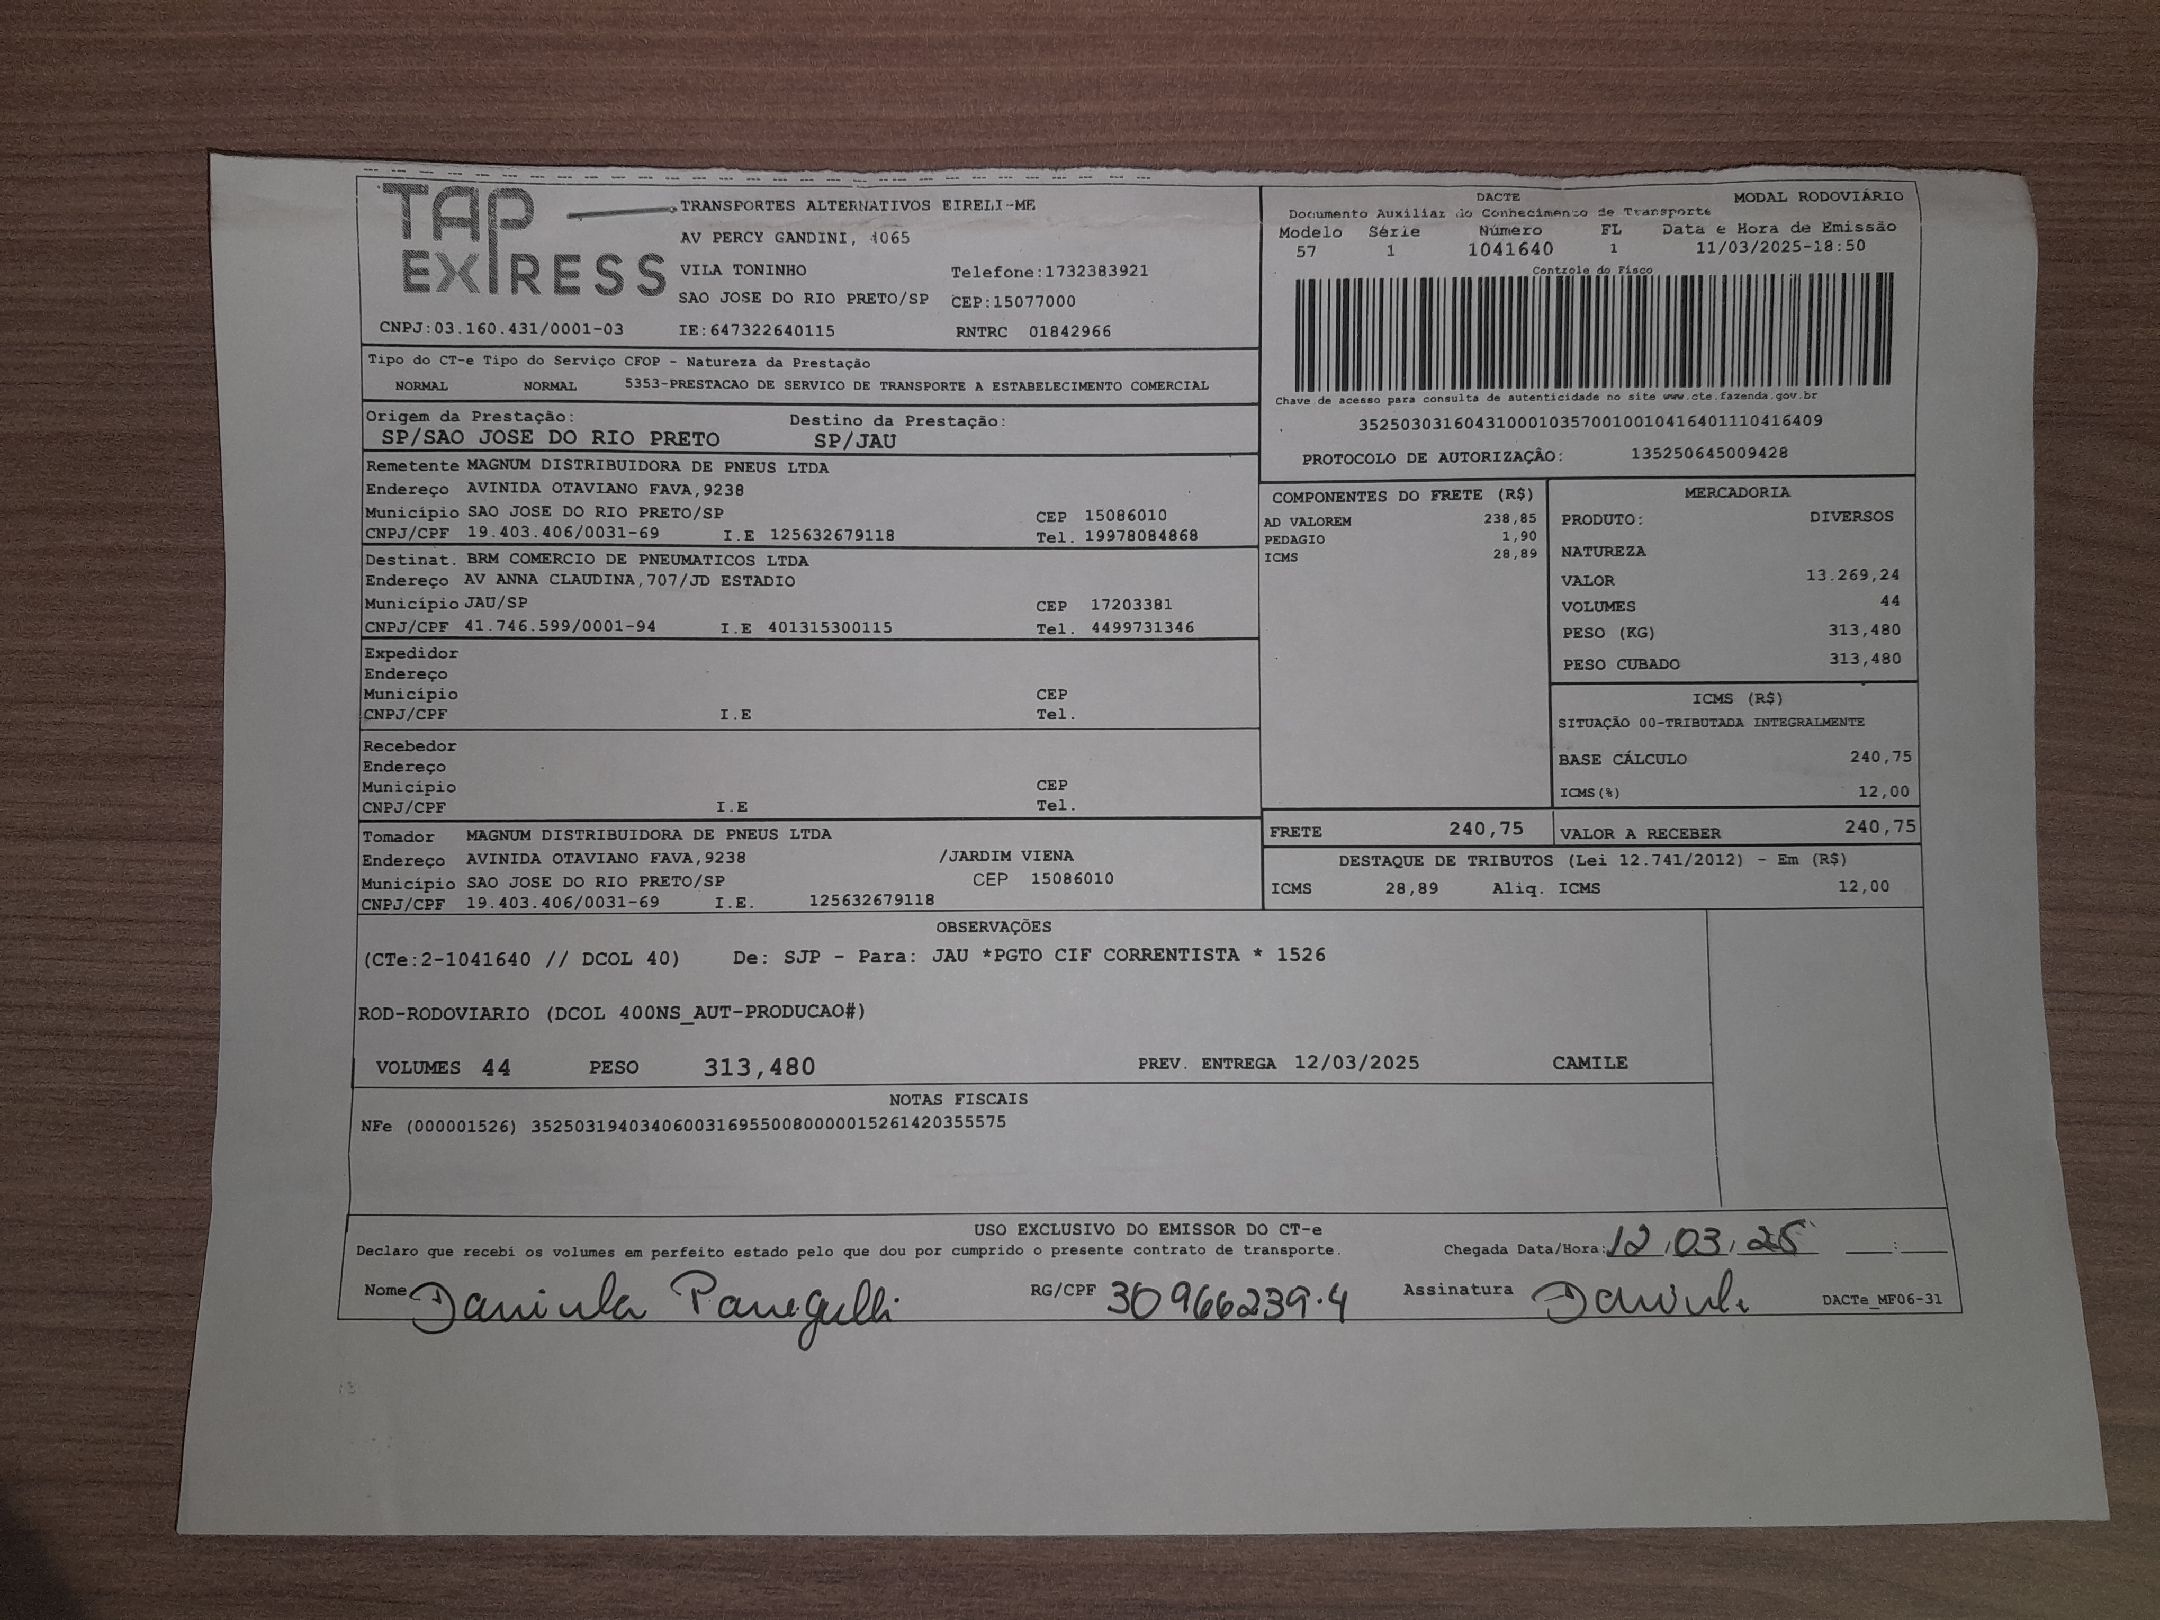 TAP EXPRESS
TRANSPORTES ALTERNATIVOS EIRELI-ME
AV PERCY GANDINI, 1065
VILA TONINHO Telefone:1732383921
SAO JOSE DO RIO PRETO/SP CEP:15077000
CNPJ:03.160.431/0001-03 IE:647322640115 RNTRC 01842966
DACTE MODAL RODOVIÁRIO
Documento Auxiliar do Conhecimento de Transporte
Modelo Série Número FL Data e Hora de Emissão
57 1 1041640 1 11/03/2025-18:50
Controle do Fisco
Chave de acesso para consulta de autenticidade no site www.cte.fazenda.gov.br
35250303160431000103570010010416401110416409
PROTOCOLO DE AUTORIZAÇÃO: 135250645009428
Tipo do CT-e Tipo do Serviço CFOP - Natureza da Prestação
NORMAL NORMAL 5353-PRESTACAO DE SERVICO DE TRANSPORTE A ESTABELECIMENTO COMERCIAL
Origem da Prestação: Destino da Prestação:
SP/SAO JOSE DO RIO PRETO SP/JAU
Remetente MAGNUM DISTRIBUIDORA DE PNEUS LTDA
Endereço AVINIDA OTAVIANO FAVA,9238
Município SAO JOSE DO RIO PRETO/SP CEP 15086010
CNPJ/CPF 19.403.406/0031-69 I.E 125632679118 Tel. 19978084868
Destinat. BRM COMERCIO DE PNEUMATICOS LTDA
Endereço AV ANNA CLAUDINA,707/JD ESTADIO
Município JAU/SP CEP 17203381
CNPJ/CPF 41.746.599/0001-94 I.E 401315300115 Tel. 4499731346
Expedidor
Endereço
Município CEP
CNPJ/CPF I.E Tel.
Recebedor
Endereço
Município CEP
CNPJ/CPF I.E Tel.
Tomador MAGNUM DISTRIBUIDORA DE PNEUS LTDA
Endereço AVINIDA OTAVIANO FAVA,9238 /JARDIM VIENA
Município SAO JOSE DO RIO PRETO/SP CEP 15086010
CNPJ/CPF 19.403.406/0031-69 I.E. 125632679118
COMPONENTES DO FRETE (R$)
AD VALOREM 238,85
PEDAGIO 1,90
ICMS 28,89
MERCADORIA
PRODUTO: DIVERSOS
NATUREZA
VALOR 13.269,24
VOLUMES 44
PESO (KG) 313,480
PESO CUBADO 313,480
ICMS (R$)
SITUAÇÃO 00-TRIBUTADA INTEGRALMENTE
BASE CÁLCULO 240,75
ICMS(%) 12,00
FRETE 240,75 VALOR A RECEBER 240,75
DESTAQUE DE TRIBUTOS (Lei 12.741/2012) - Em (R$)
ICMS 28,89 Aliq. ICMS 12,00
OBSERVAÇÕES
(CTe:2-1041640 // DCOL 40) De: SJP - Para: JAU *PGTO CIF CORRENTISTA * 1526
ROD-RODOVIARIO (DCOL 400NS_AUT-PRODUCAO#)
VOLUMES 44 PESO 313,480 PREV. ENTREGA 12/03/2025 CAMILE
NOTAS FISCAIS
NFe (000001526) 35250319403406003169550080000015261420355575
USO EXCLUSIVO DO EMISSOR DO CT-e
Declaro que recebi os volumes em perfeito estado pelo que dou por cumprido o presente contrato de transporte. Chegada Data/Hora: 12/03/25 __:__
Nome Daniela Panegalli RG/CPF 30966239.4 Assinatura Daniela DACTe_MF06-31